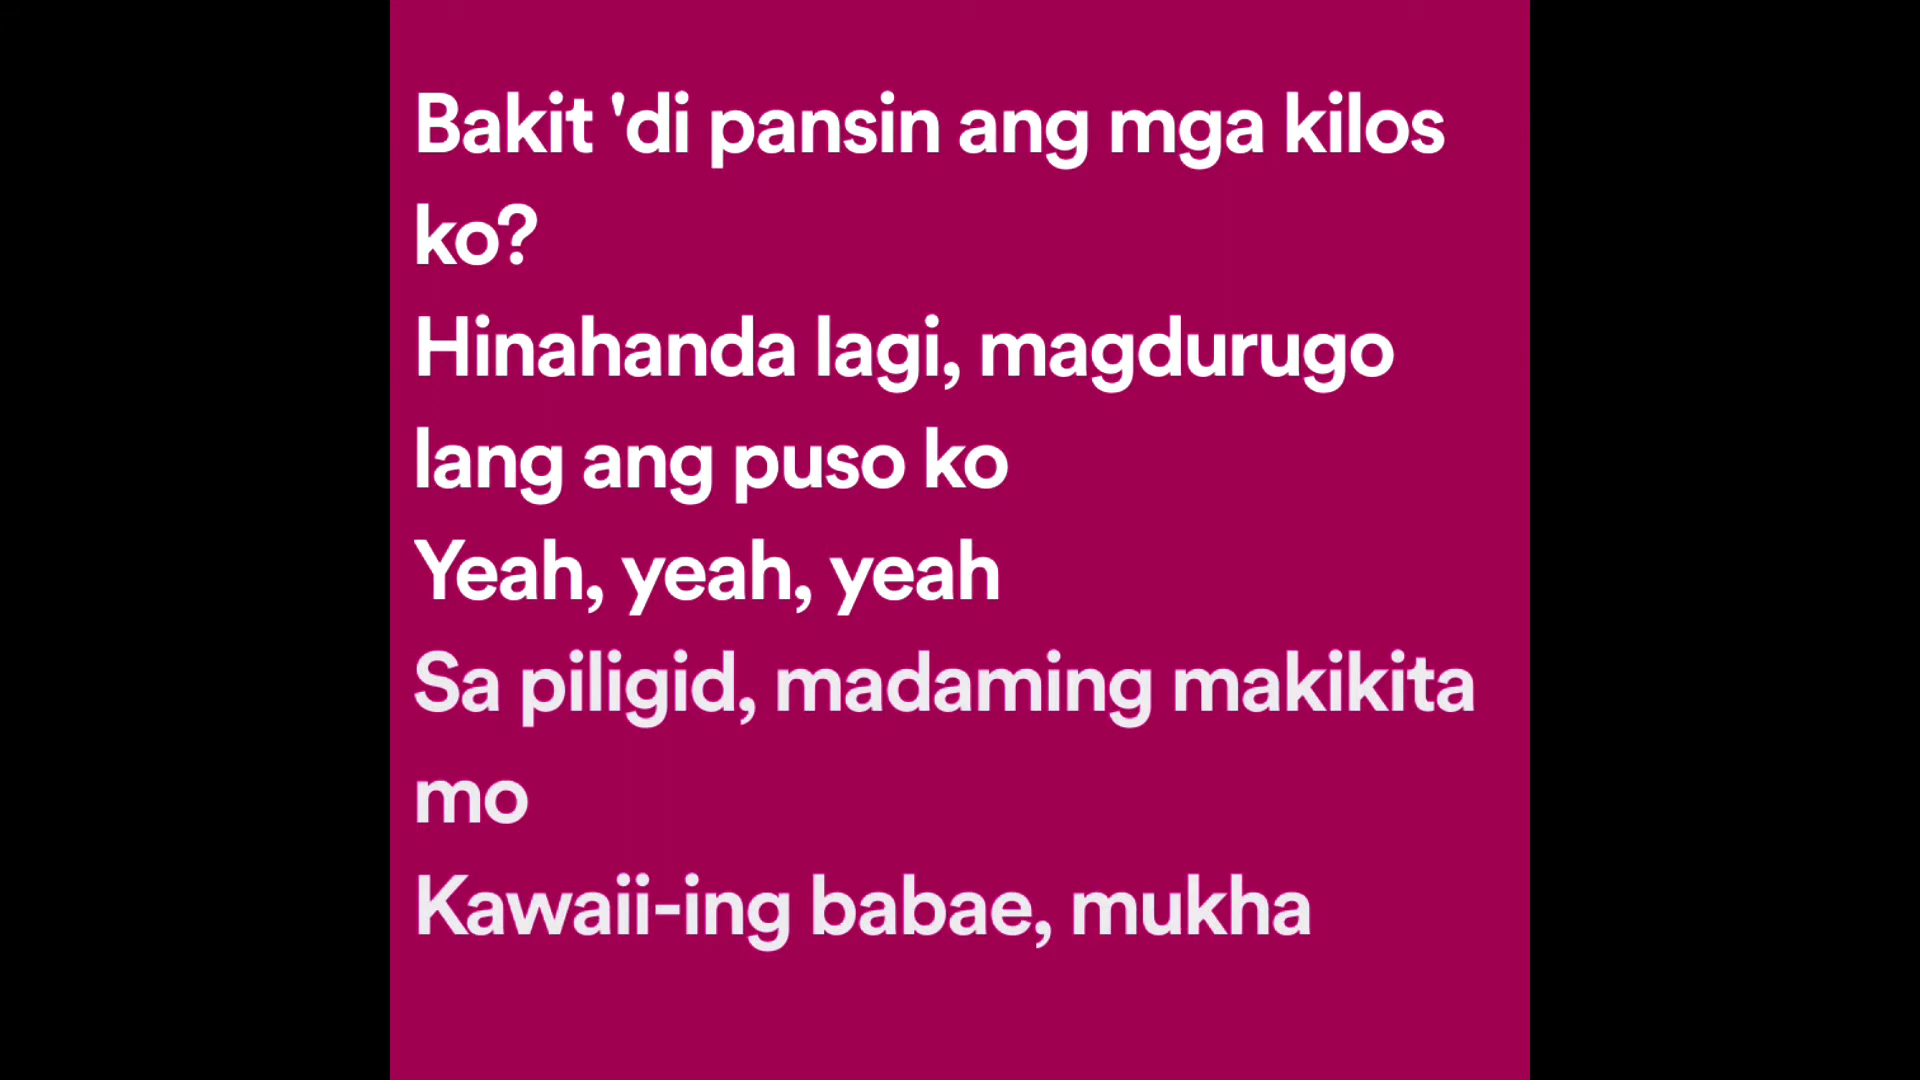 Bakit 'di pansin ang mga kilos
ko?
Hinahanda lagi, magdurugo
lang ang puso ko
Yeah, yeah, yeah
Sa piligid, madaming makikita
mo
Kawaii-ing babae, mukha